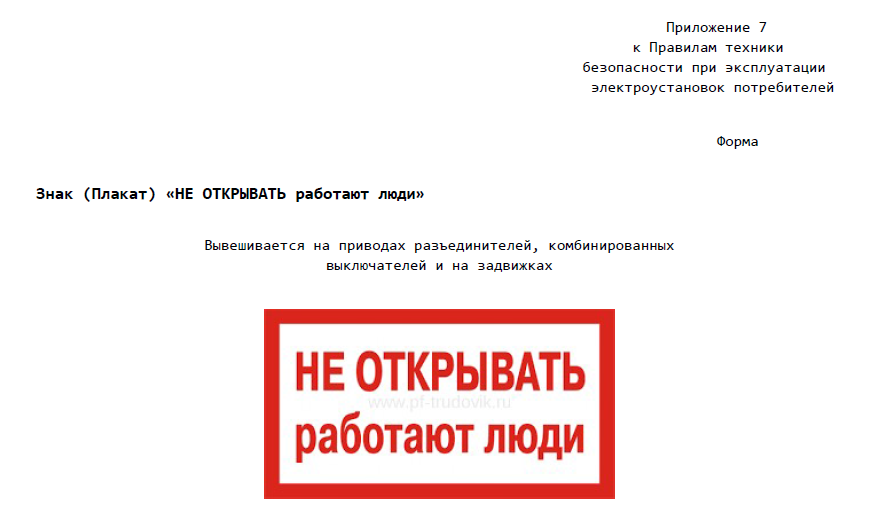 Приложение 7
к Правилам техники
безопасности при эксплуатации
электроустановок потребителей
Форма
Знак (Плакат) «НЕ ОТКРЫВАТЬ работают люди»
Вывешивается на приводах разъединителей, комбинированных
выключателей и на задвижках
НЕ ОТКРЫВАТЬ
www.pf-trudovik.ru
работают люди